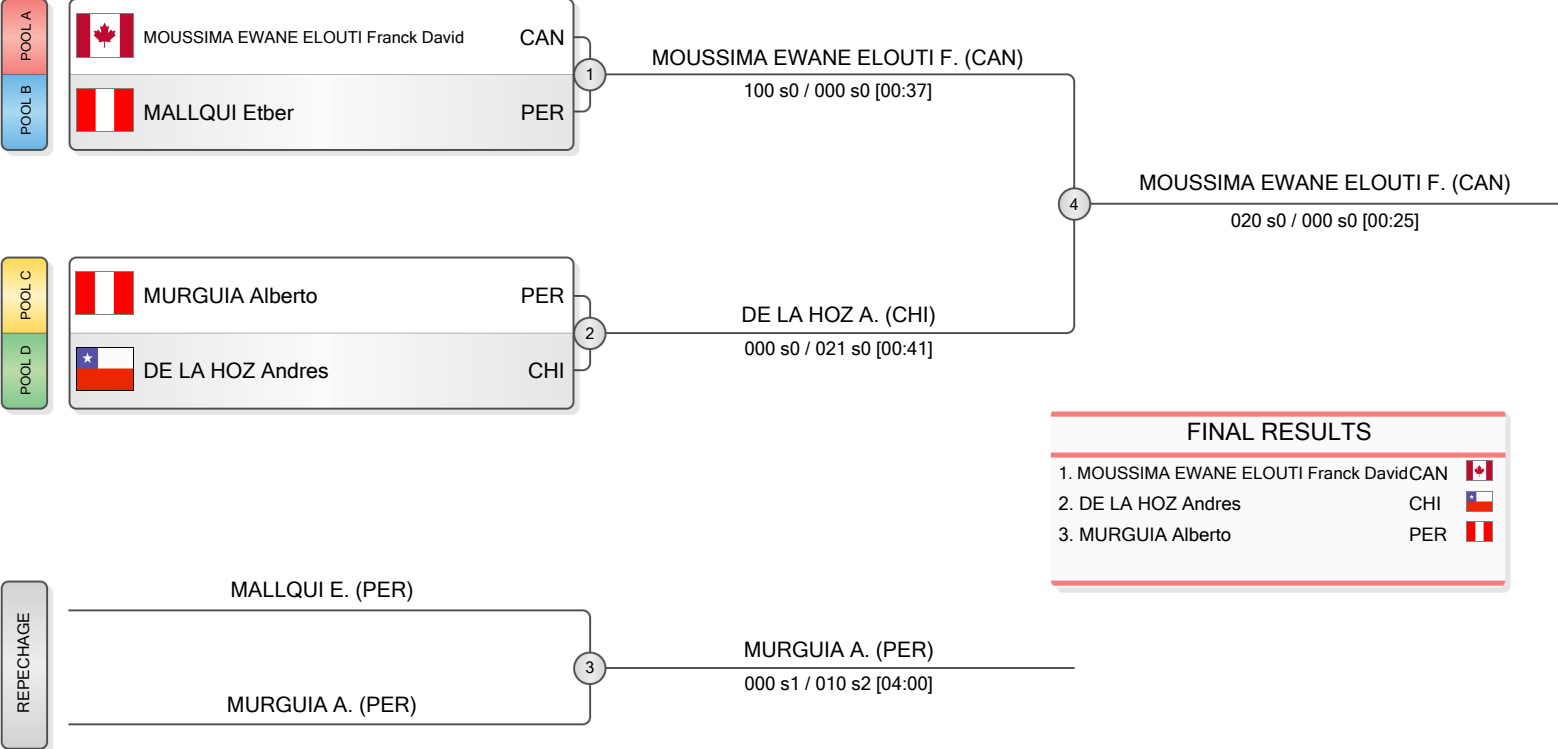 POOL A
MOUSSIMA EWANE ELOUTI Franck David CAN
POOL B
MALLQUI Etber PER
1
MOUSSIMA EWANE ELOUTI F. (CAN)
100 s0 / 000 s0 [00:37]
4
MOUSSIMA EWANE ELOUTI F. (CAN)
020 s0 / 000 s0 [00:25]
POOL C
MURGUIA Alberto PER
POOL D
DE LA HOZ Andres CHI
2
DE LA HOZ A. (CHI)
000 s0 / 021 s0 [00:41]
FINAL RESULTS
1. MOUSSIMA EWANE ELOUTI Franck David CAN
2. DE LA HOZ Andres CHI
3. MURGUIA Alberto PER
REPECHAGE
MALLQUI E. (PER)
MURGUIA A. (PER)
3
MURGUIA A. (PER)
000 s1 / 010 s2 [04:00]